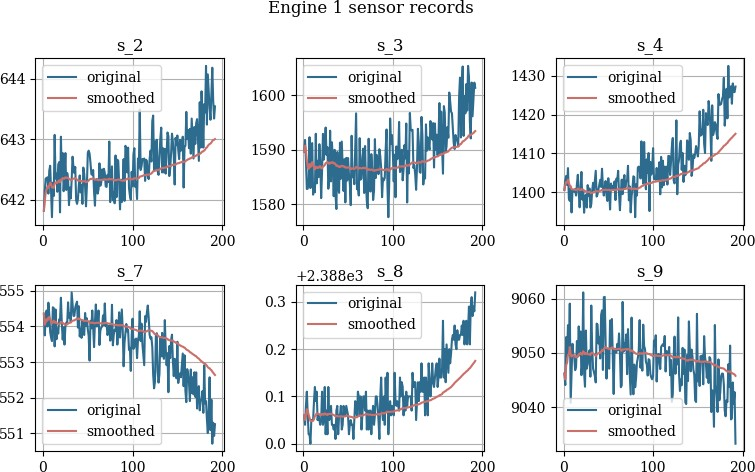 Engine 1 sensor records
s_2
s_3
s_4
644
643
642
original
smoothed
0
100
200
1600
1590
1580
original
smoothed
0
100
200
1430
1420
1410
1400
original
smoothed
0
100
200
s_7
+2.388e3 s_8
s_9
555
554
553
552
551
original
smoothed
0
100
200
0.3
0.2
0.1
0.0
original
smoothed
0
100
200
9060
9050
9040
original
smoothed
0
100
200